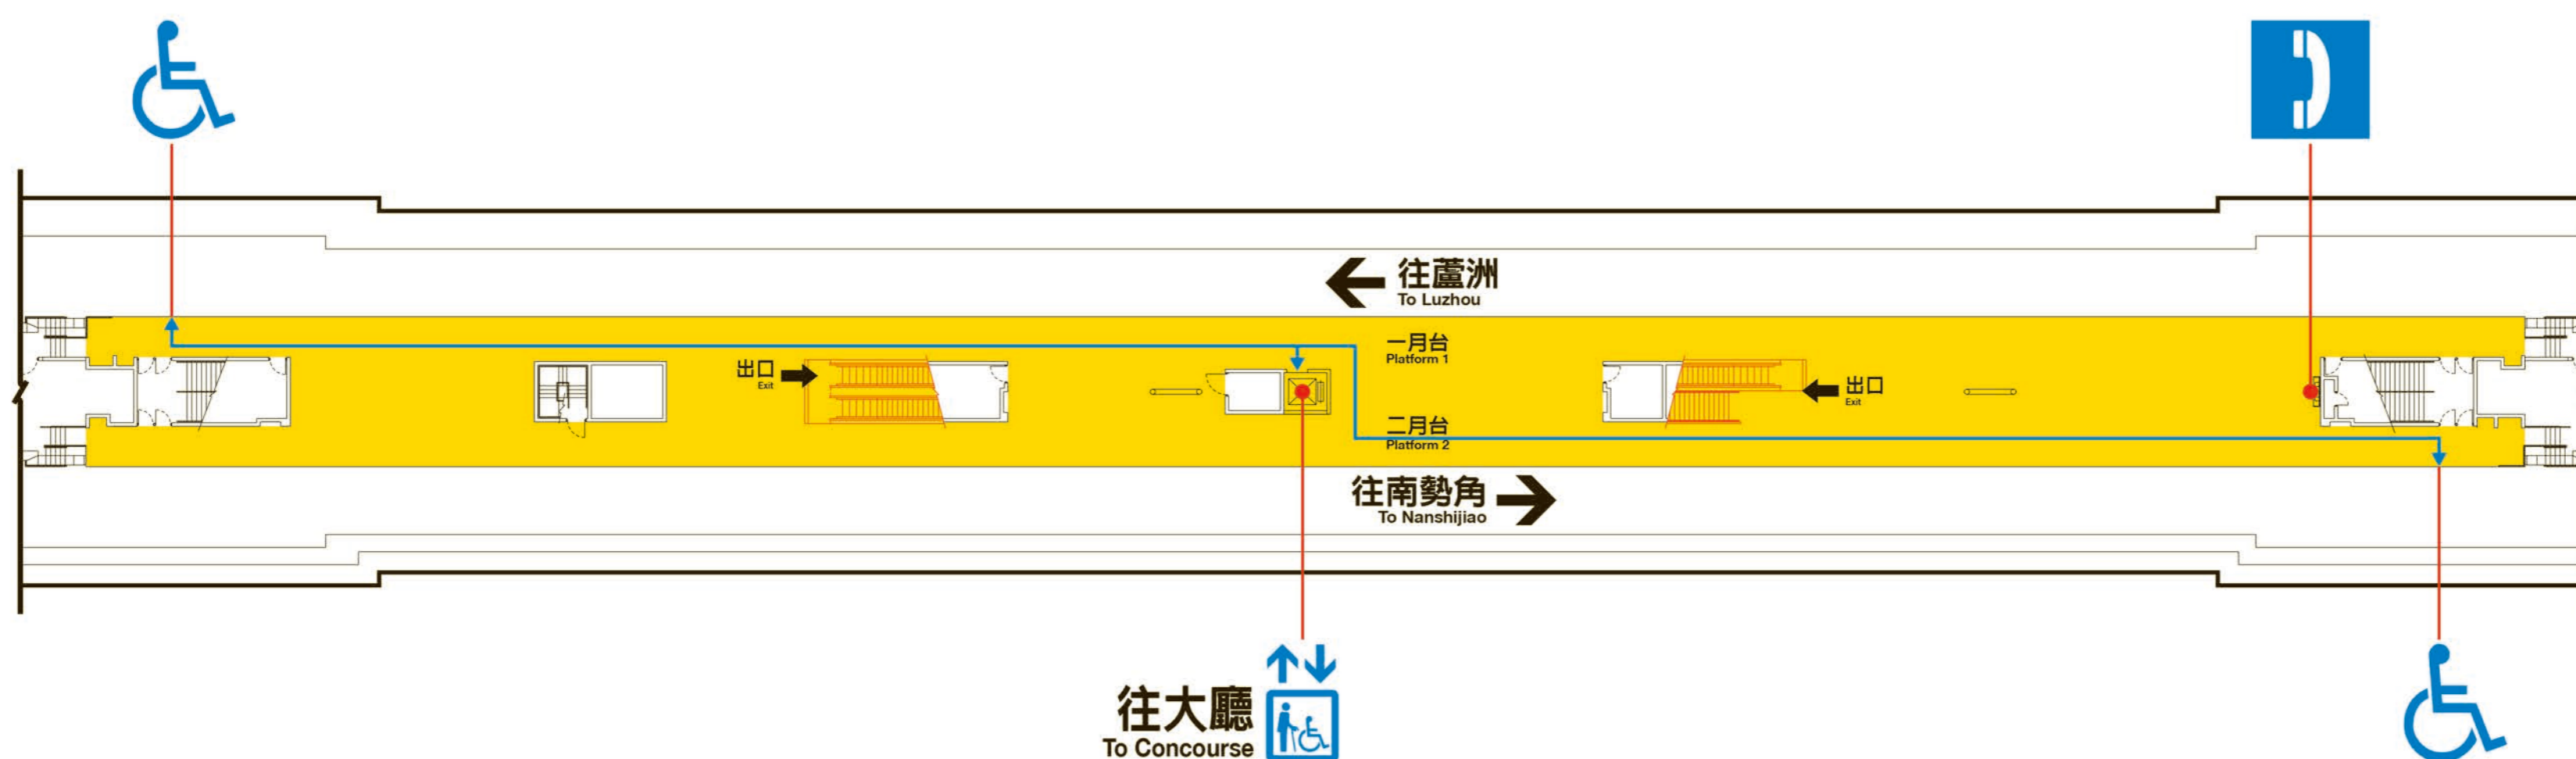 往蘆洲
To Luzhou
一月台
Platform 1
出口
Exit
出口
Exit
二月台
Platform 2
往南勢角
To Nanshijiao
往大廳
To Concourse